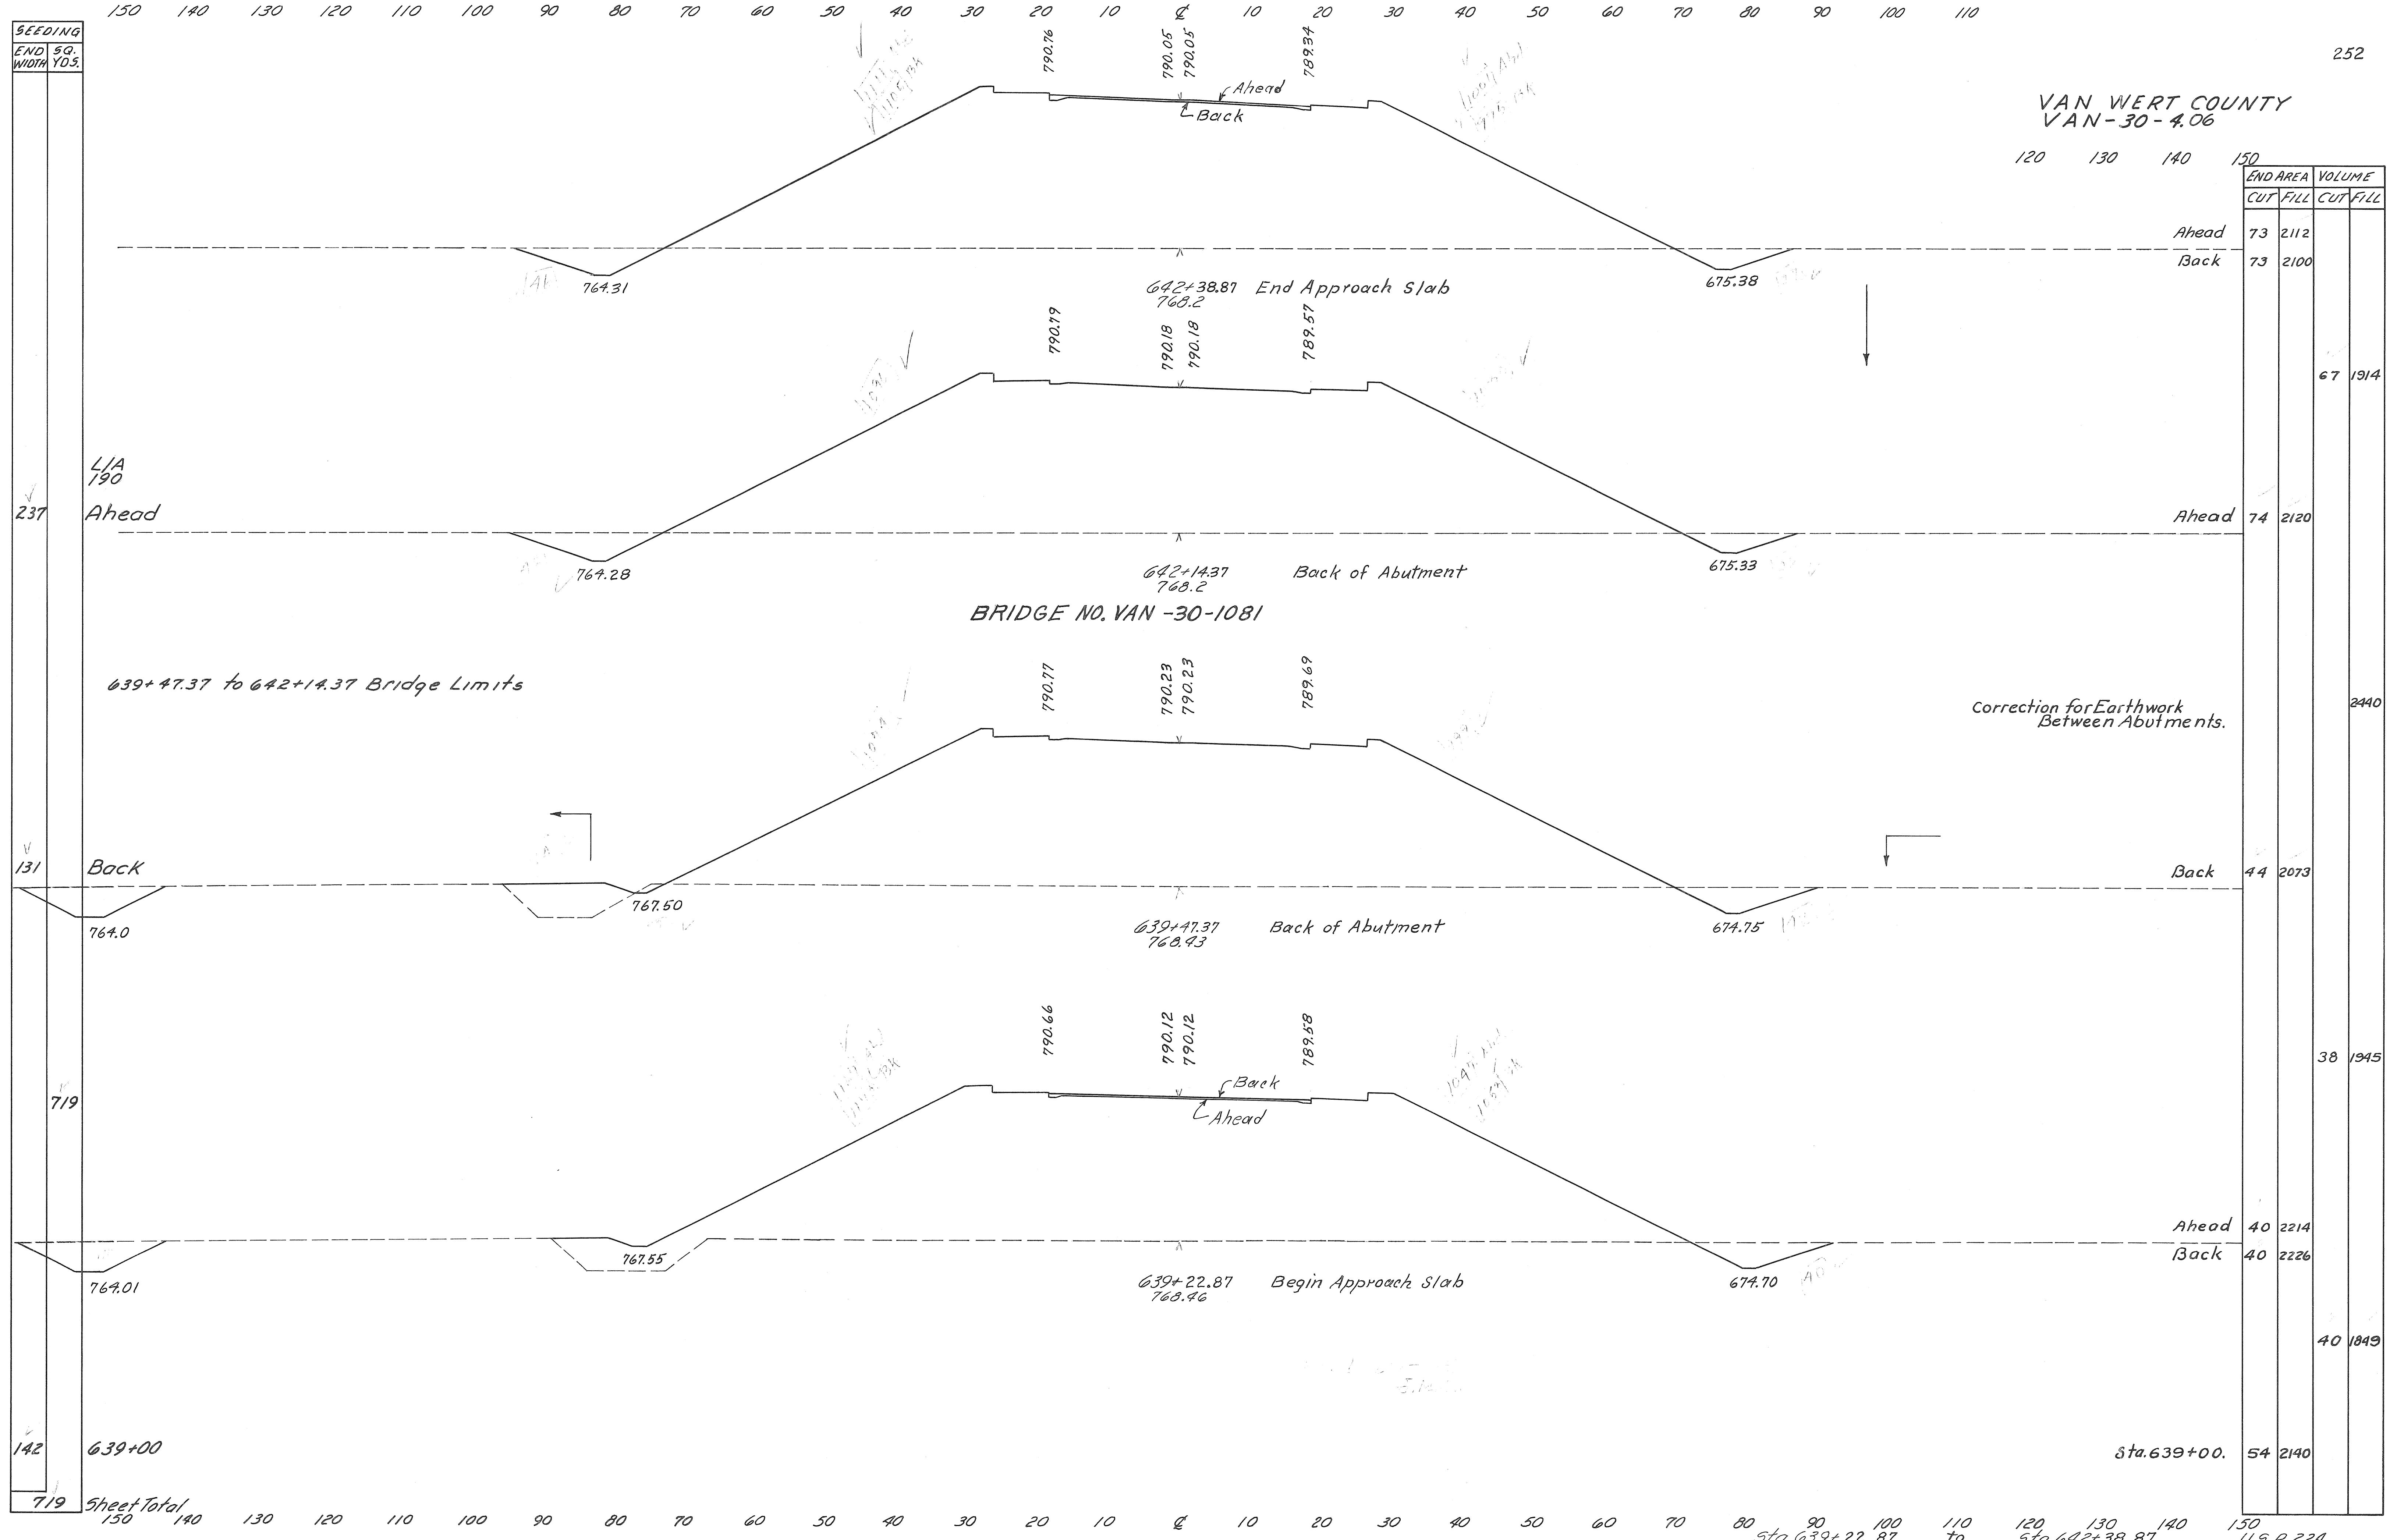 150 140 130 120 110 100 90 80 70 60 50 40 30 20 10 ℄ 10 20 30 40 50 60 70 80 90 100 110
SEEDING
END WIDTH
SQ. YDS.
252
VAN WERT COUNTY
VAN-30-4.06
120 130 140 150
END AREA VOLUME
CUT FILL CUT FILL
790.76 790.05 790.05 789.34
Ahead
Back
Ahead 73 2112
Back 73 2100
764.31
675.38
642+38.87 End Approach Slab
768.2
790.79 790.18 790.18 789.57
67 1914
L/A
190
237 Ahead
Ahead 74 2120
764.28
675.33
642+14.37 Back of Abutment
768.2
BRIDGE NO. VAN-30-1081
639+47.37 to 642+14.37 Bridge Limits
790.77 790.23 790.23 789.69
Correction for Earthwork
Between Abutments.
2440
131 Back
Back 44 2073
764.0
767.50
674.75
639+47.37 Back of Abutment
768.43
790.66 790.12 790.12 789.58
38 1945
Back
Ahead
719
Ahead 40 2214
Back 40 2226
764.01
767.55
674.70
639+22.87 Begin Approach Slab
768.46
40 1849
142 639+00
Sta. 639+00. 54 2140
719 Sheet Total
150 140 130 120 110 100 90 80 70 60 50 40 30 20 10 ℄ 10 20 30 40 50 60 70 80 90 100 110 120 130 140 150
Sta. 639+22.87 to Sta. 642+38.87